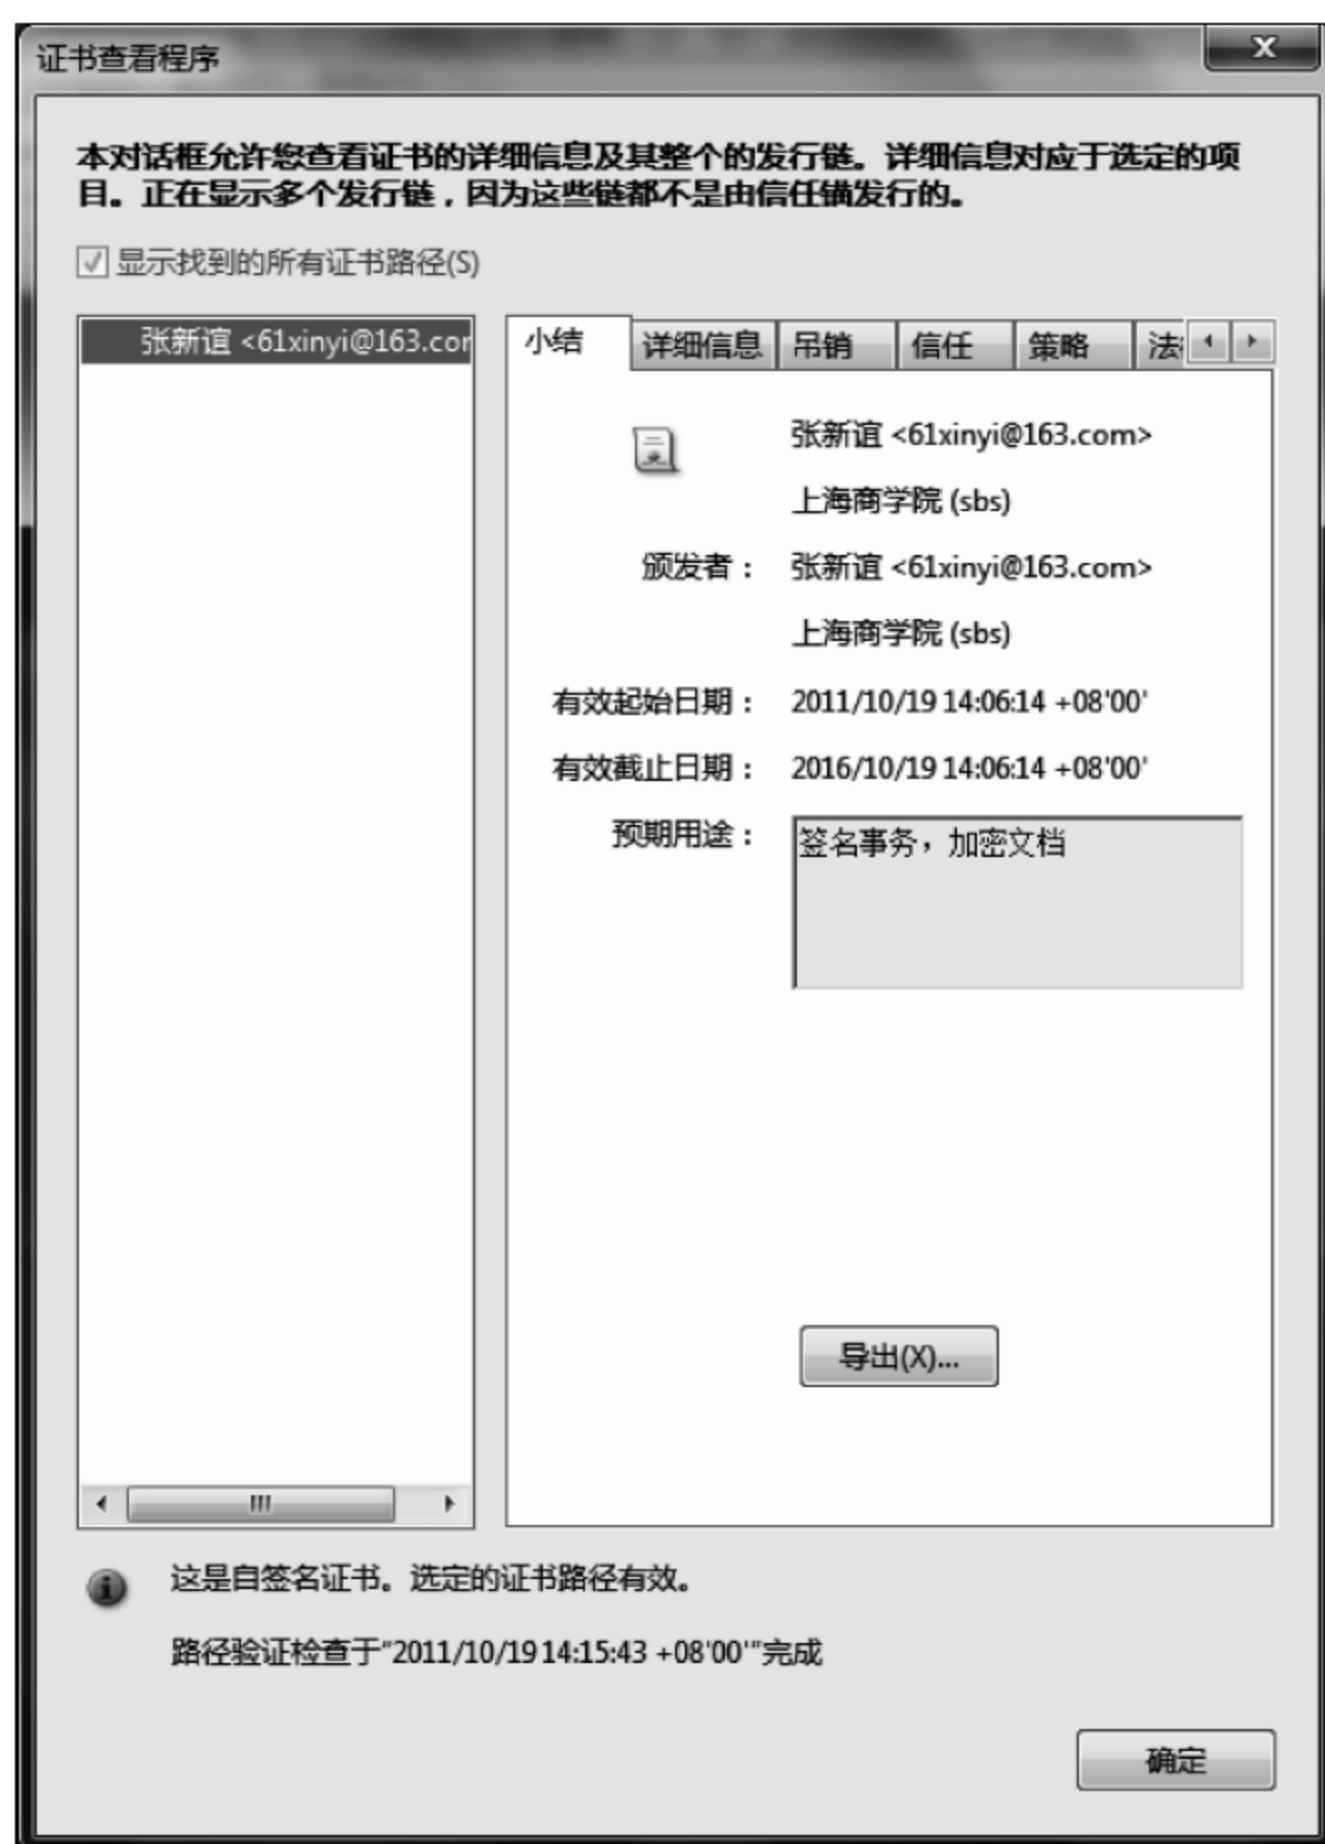 证书查看程序
本对话框允许您查看证书的详细信息及其整个的发行链。详细信息对应于选定的项
目。正在显示多个发行链，因为这些链都不是由信任锚发行的。
显示找到的所有证书路径(S)
张新谊 <61xinyi@163.cor
小结 详细信息 吊销 信任 策略 法
张新谊 <61xinyi@163.com>
上海商学院 (sbs)
颁发者： 张新谊 <61xinyi@163.com>
上海商学院 (sbs)
有效起始日期： 2011/10/19 14:06:14 +08'00'
有效截止日期： 2016/10/19 14:06:14 +08'00'
预期用途： 签名事务，加密文档
导出(X)...
这是自签名证书。选定的证书路径有效。
路径验证检查于"2011/10/19 14:15:43 +08'00'"完成
确定